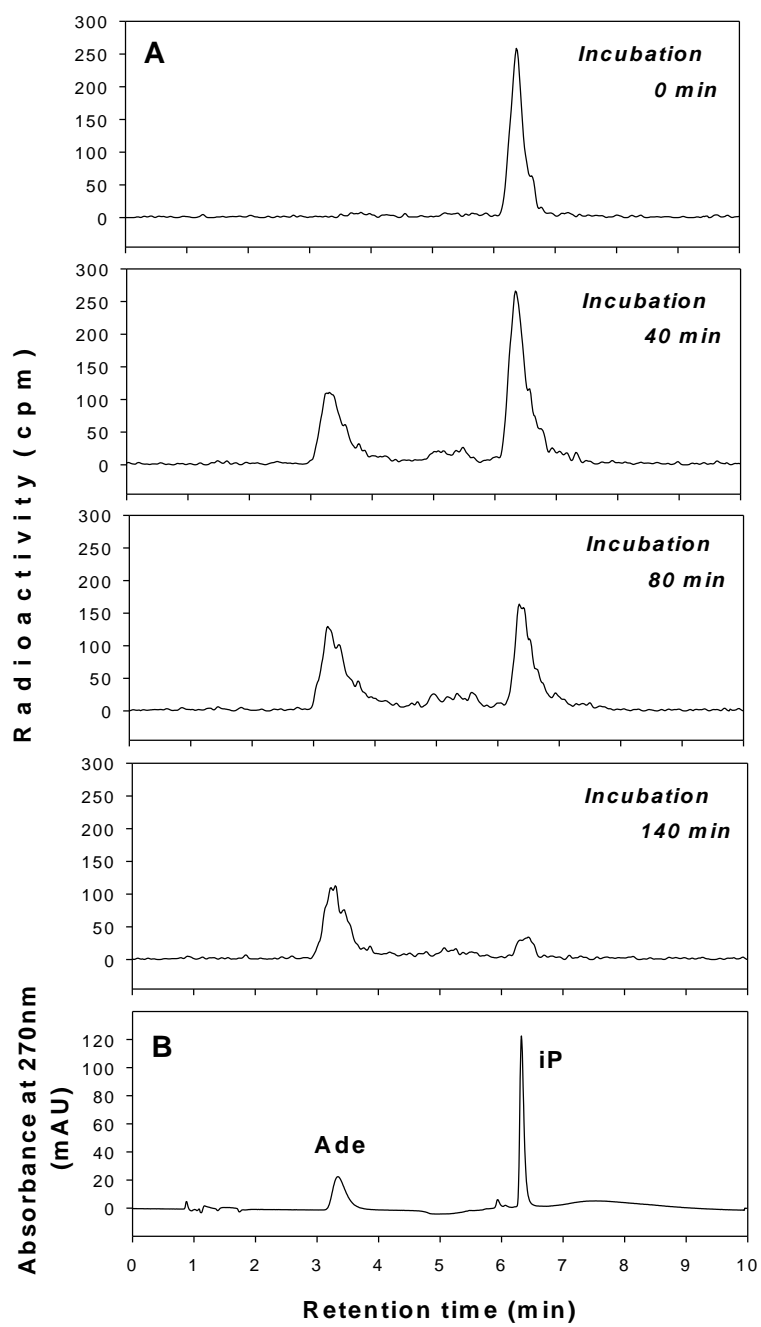 A
Incubation
0 min
300
250
200
150
100
50
0
Incubation
40 min
300
250
200
150
100
50
0
Radioactivity (cpm)
Incubation
80 min
300
250
200
150
100
50
0
Incubation
140 min
300
250
200
150
100
50
0
B
Absorbance at 270nm
(mAU)
120
100
80
60
40
20
0
iP
Ade
0 1 2 3 4 5 6 7 8 9 10
Retention time (min)